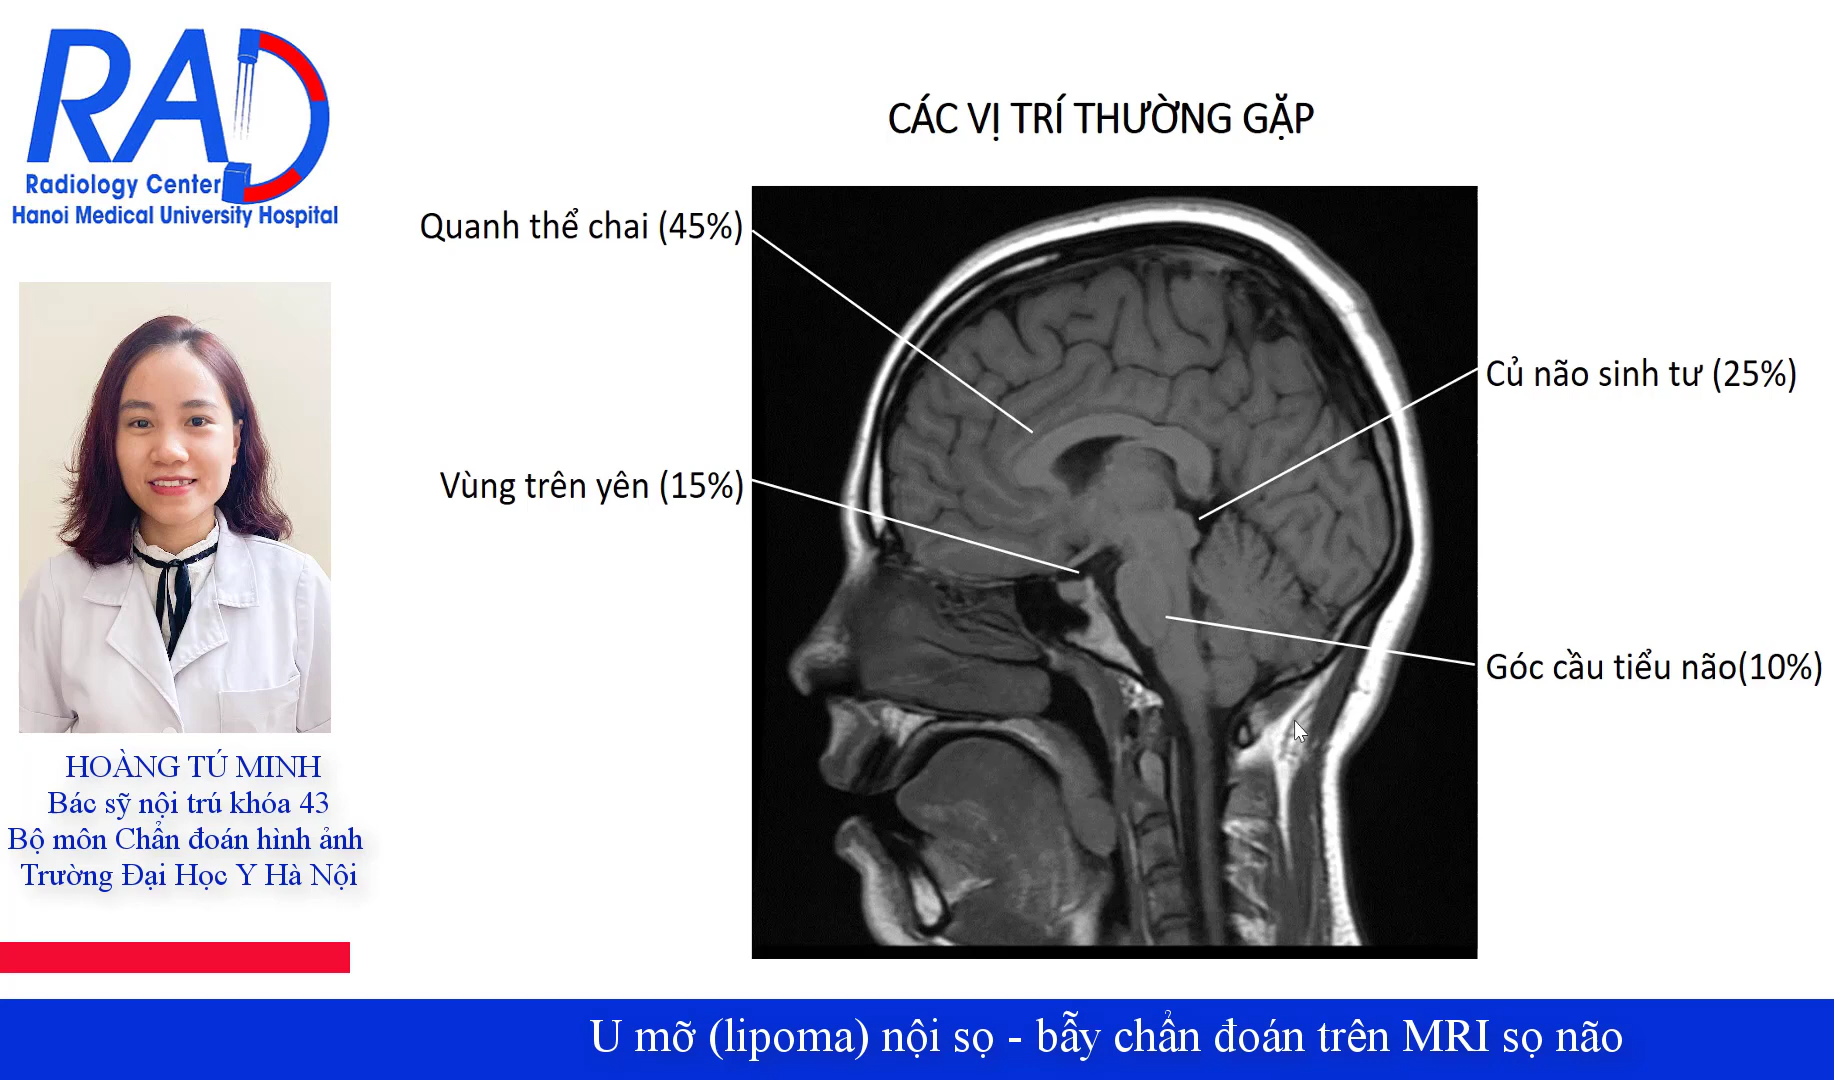 RAD
Radiology Center
Hanoi Medical University Hospital
CÁC VỊ TRÍ THƯỜNG GẶP
Quanh thể chai (45%)
Củ não sinh tư (25%)
Vùng trên yên (15%)
Góc cầu tiểu não(10%)
HOÀNG TÚ MINH
Bác sỹ nội trú khóa 43
Bộ môn Chẩn đoán hình ảnh
Trường Đại Học Y Hà Nội
U mỡ (lipoma) nội sọ - bẫy chẩn đoán trên MRI sọ não